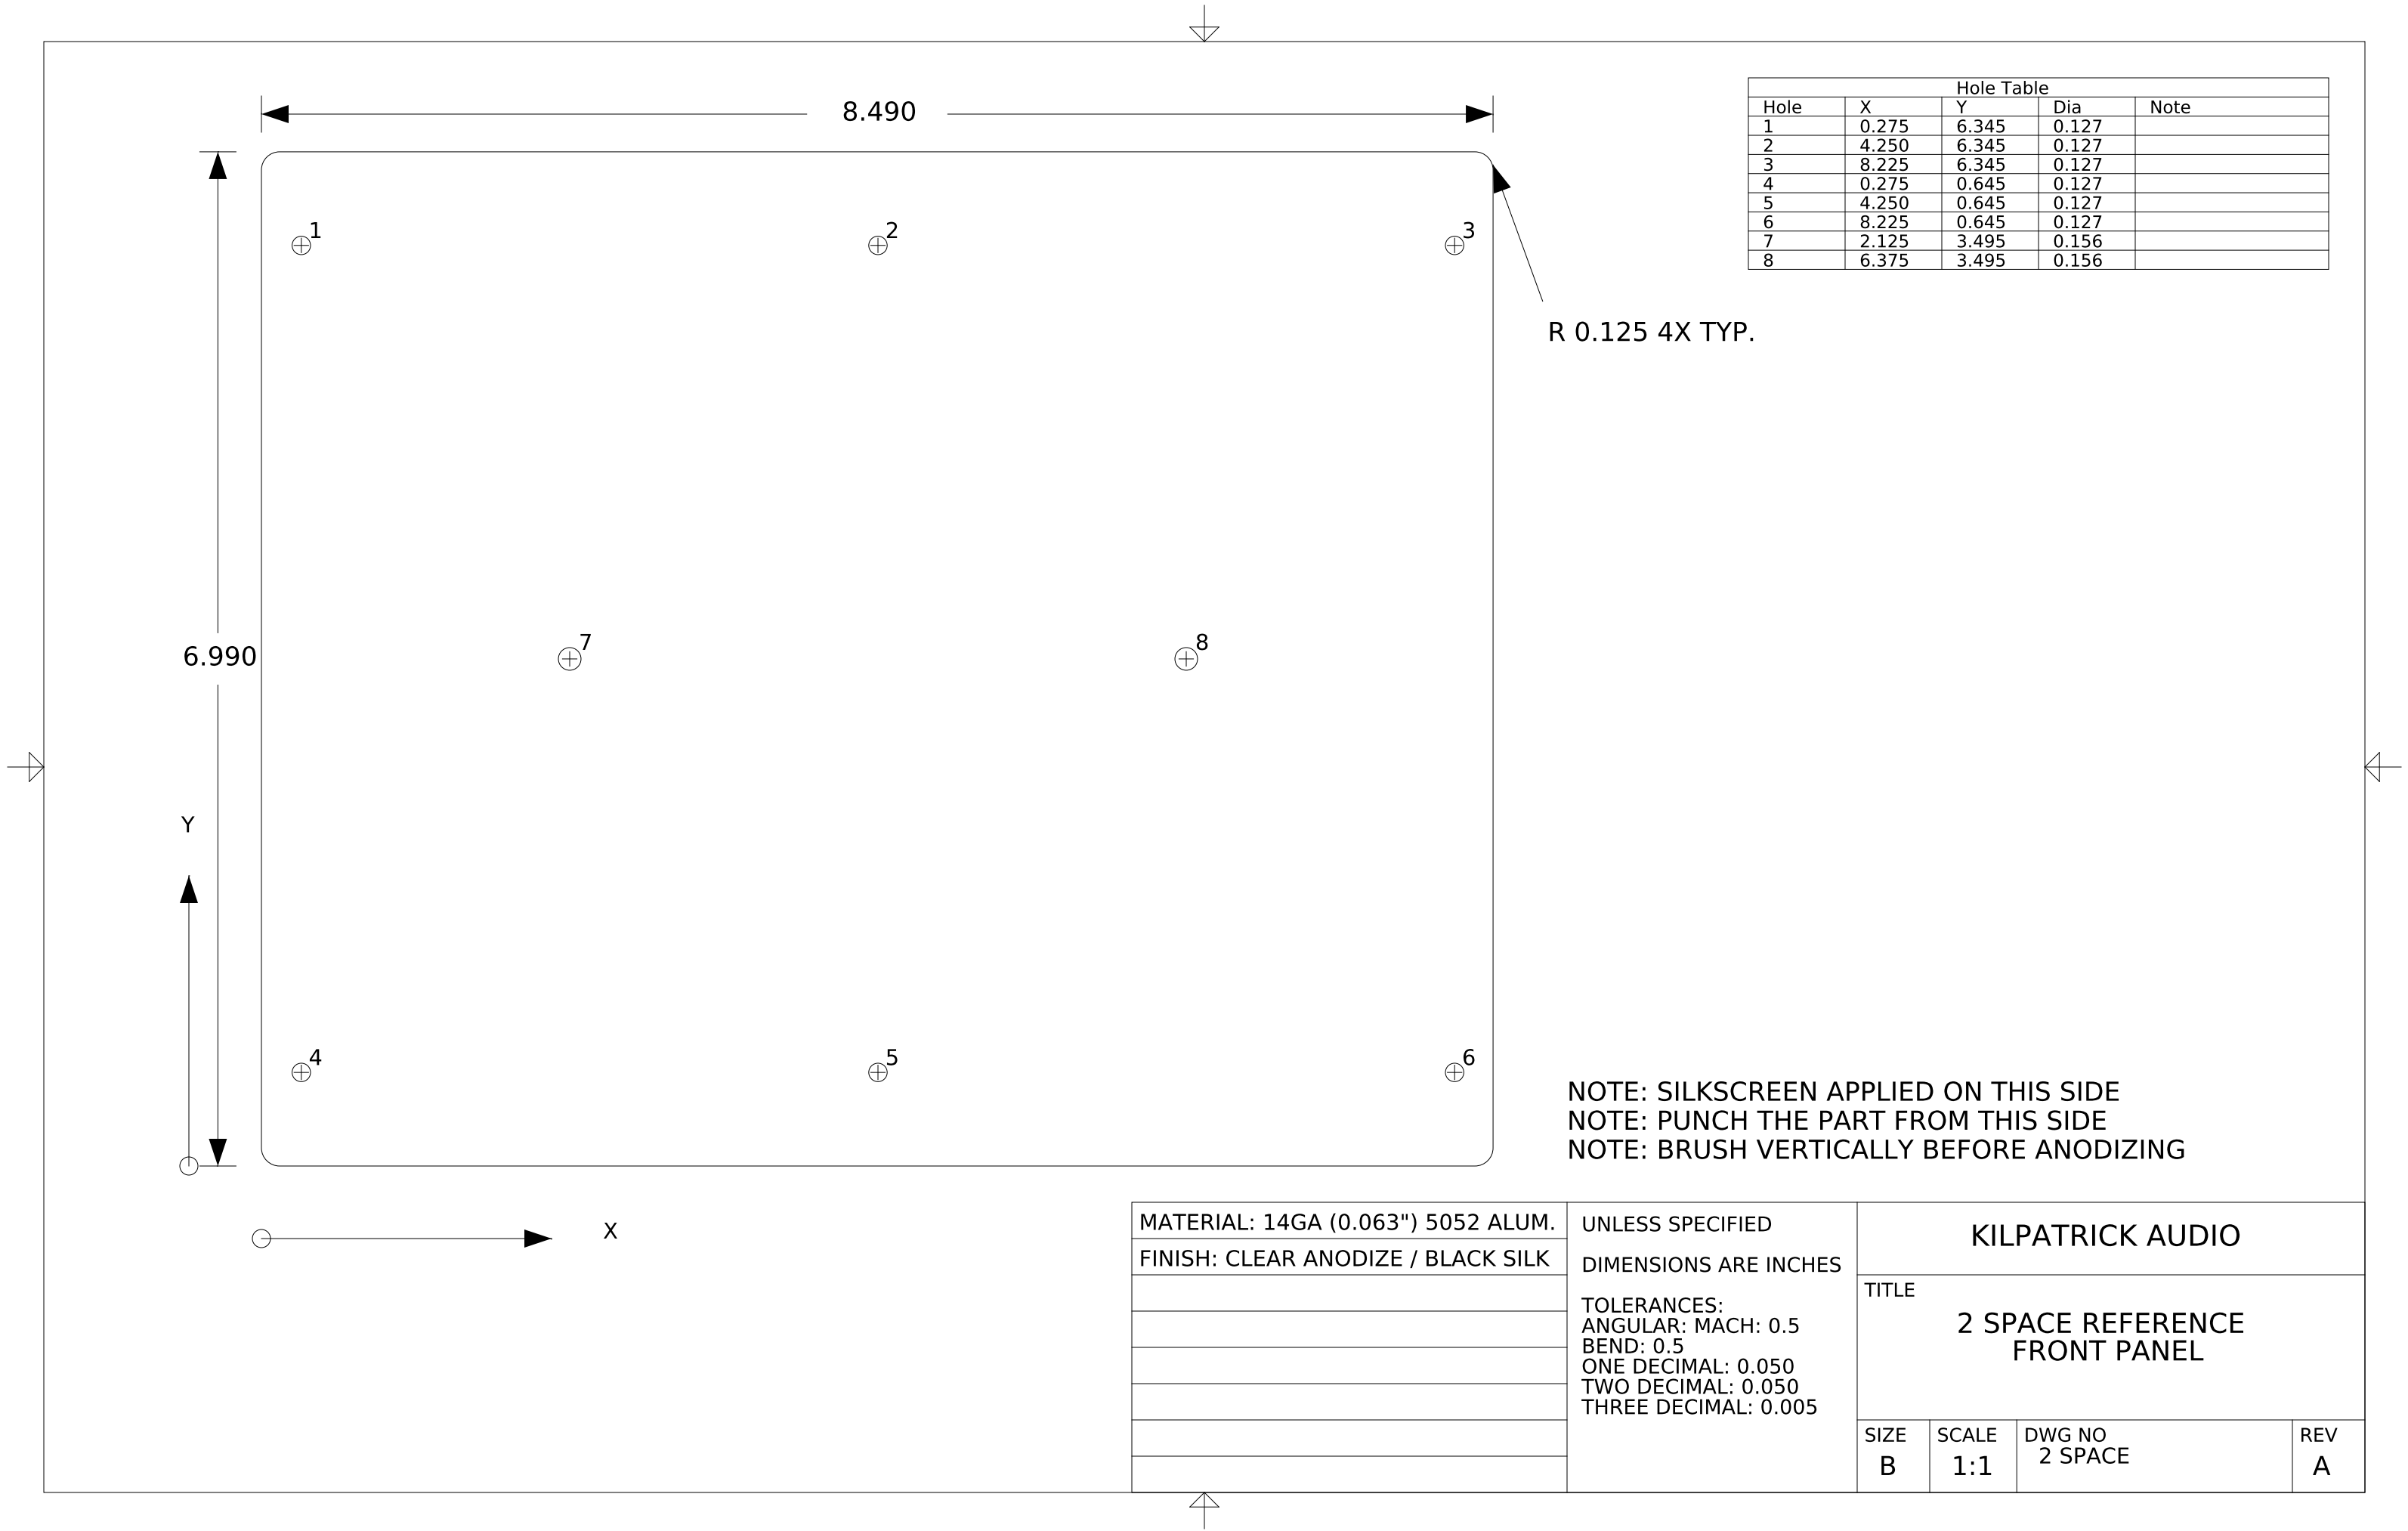 8.490
Hole Table
Hole X Y Dia Note
1 0.275 6.345 0.127
2 4.250 6.345 0.127
3 8.225 6.345 0.127
4 0.275 0.645 0.127
5 4.250 0.645 0.127
6 8.225 0.645 0.127
7 2.125 3.495 0.156
8 6.375 3.495 0.156
1 2 3
R 0.125 4X TYP.
7 8
6.990
Y
4 5 6
NOTE: SILKSCREEN APPLIED ON THIS SIDE
NOTE: PUNCH THE PART FROM THIS SIDE
NOTE: BRUSH VERTICALLY BEFORE ANODIZING
X
MATERIAL: 14GA (0.063") 5052 ALUM.
FINISH: CLEAR ANODIZE / BLACK SILK
UNLESS SPECIFIED
DIMENSIONS ARE INCHES
TOLERANCES:
ANGULAR: MACH: 0.5
BEND: 0.5
ONE DECIMAL: 0.050
TWO DECIMAL: 0.050
THREE DECIMAL: 0.005
KILPATRICK AUDIO
TITLE
2 SPACE REFERENCE
FRONT PANEL
SIZE
B
SCALE
1:1
DWG NO
2 SPACE
REV
A